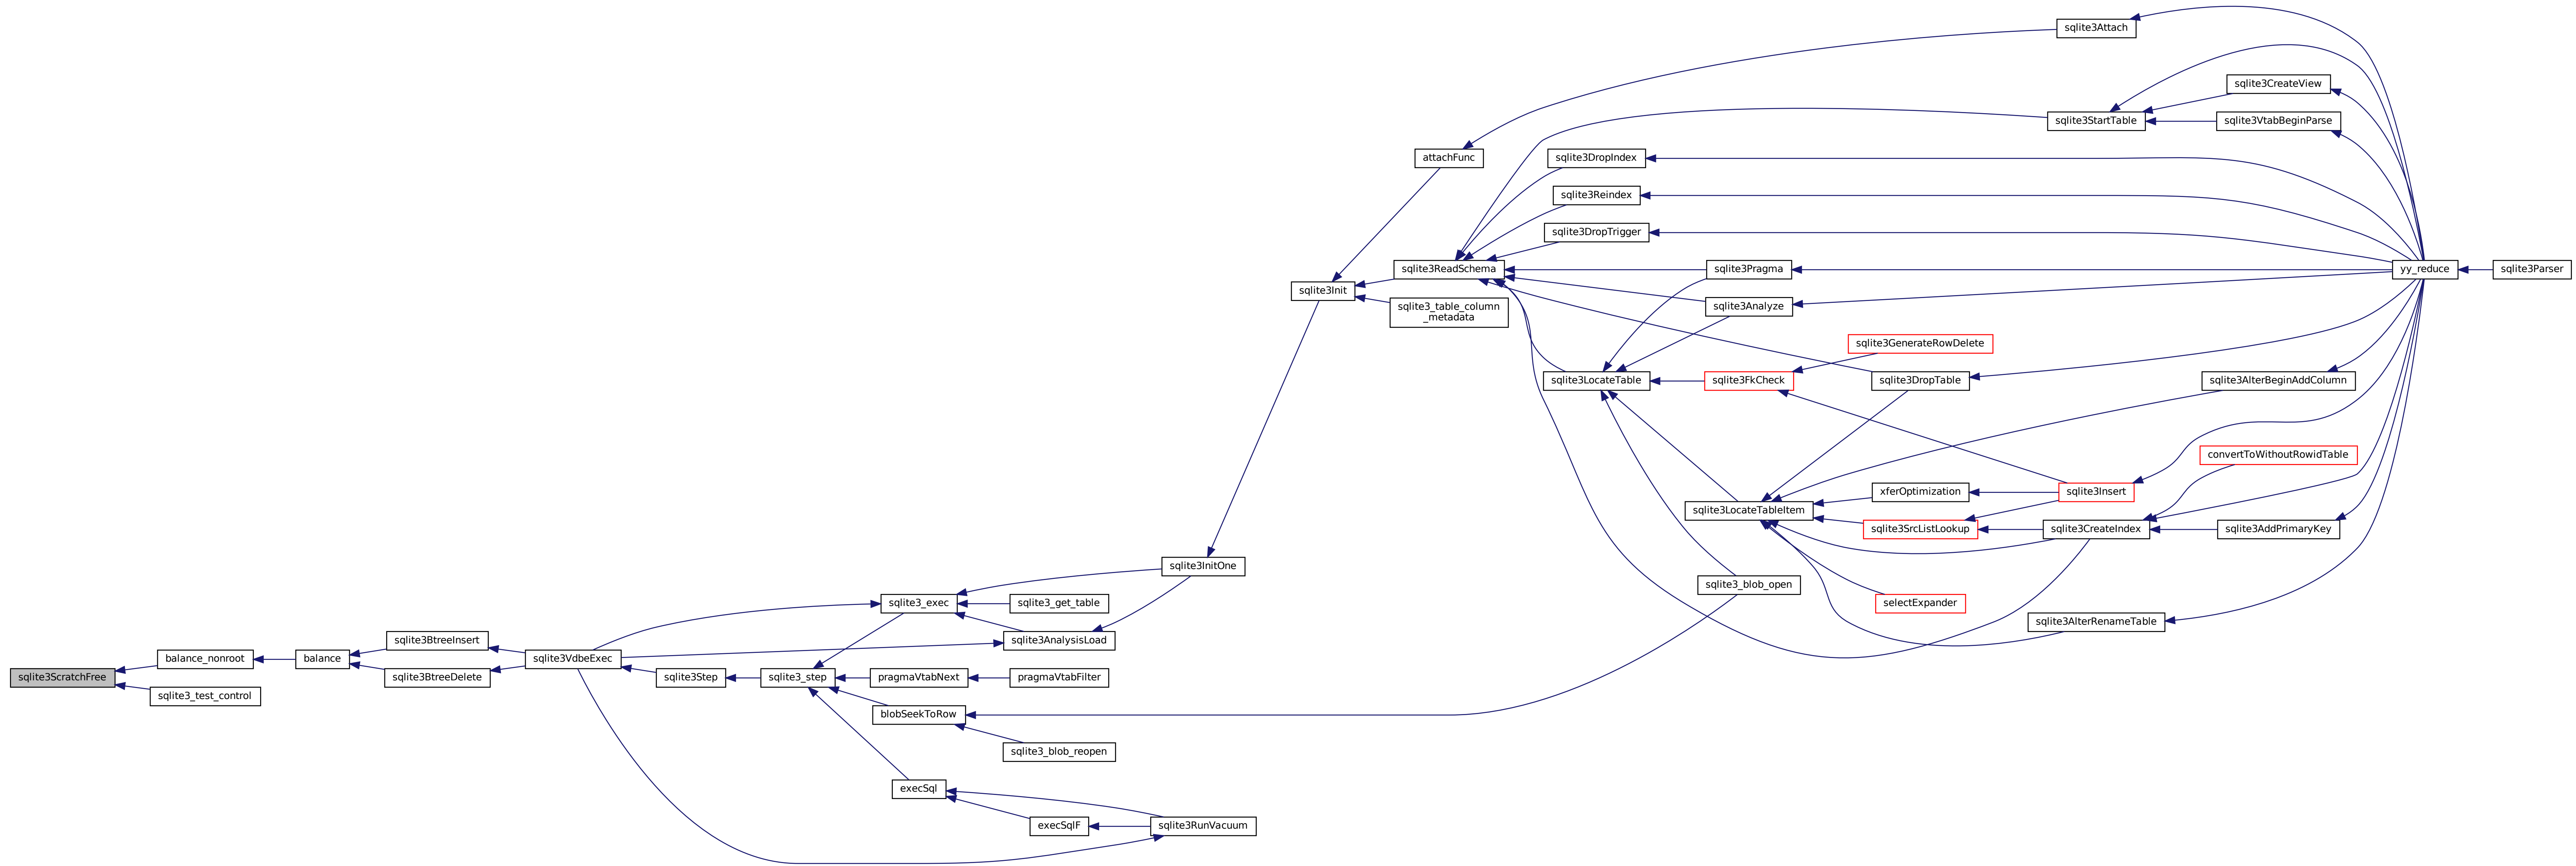 sqlite3ScratchFree
balance_nonroot
sqlite3_test_control
balance
sqlite3BtreeInsert
sqlite3BtreeDelete
sqlite3VdbeExec
sqlite3Step
sqlite3_step
sqlite3_exec
pragmaVtabNext
blobSeekToRow
execSql
sqlite3_get_table
sqlite3AnalysisLoad
pragmaVtabFilter
sqlite3_blob_reopen
execSqlF
sqlite3InitOne
sqlite3RunVacuum
sqlite3Init
attachFunc
sqlite3ReadSchema
sqlite3_table_column
_metadata
sqlite3DropIndex
sqlite3Reindex
sqlite3DropTrigger
sqlite3LocateTable
sqlite3Pragma
sqlite3Analyze
sqlite3FkCheck
sqlite3LocateTableItem
sqlite3_blob_open
sqlite3GenerateRowDelete
sqlite3DropTable
xferOptimization
sqlite3SrcListLookup
selectExpander
sqlite3Attach
sqlite3StartTable
sqlite3Insert
sqlite3CreateIndex
sqlite3AlterRenameTable
sqlite3CreateView
sqlite3VtabBeginParse
sqlite3AlterBeginAddColumn
convertToWithoutRowidTable
sqlite3AddPrimaryKey
yy_reduce
sqlite3Parser